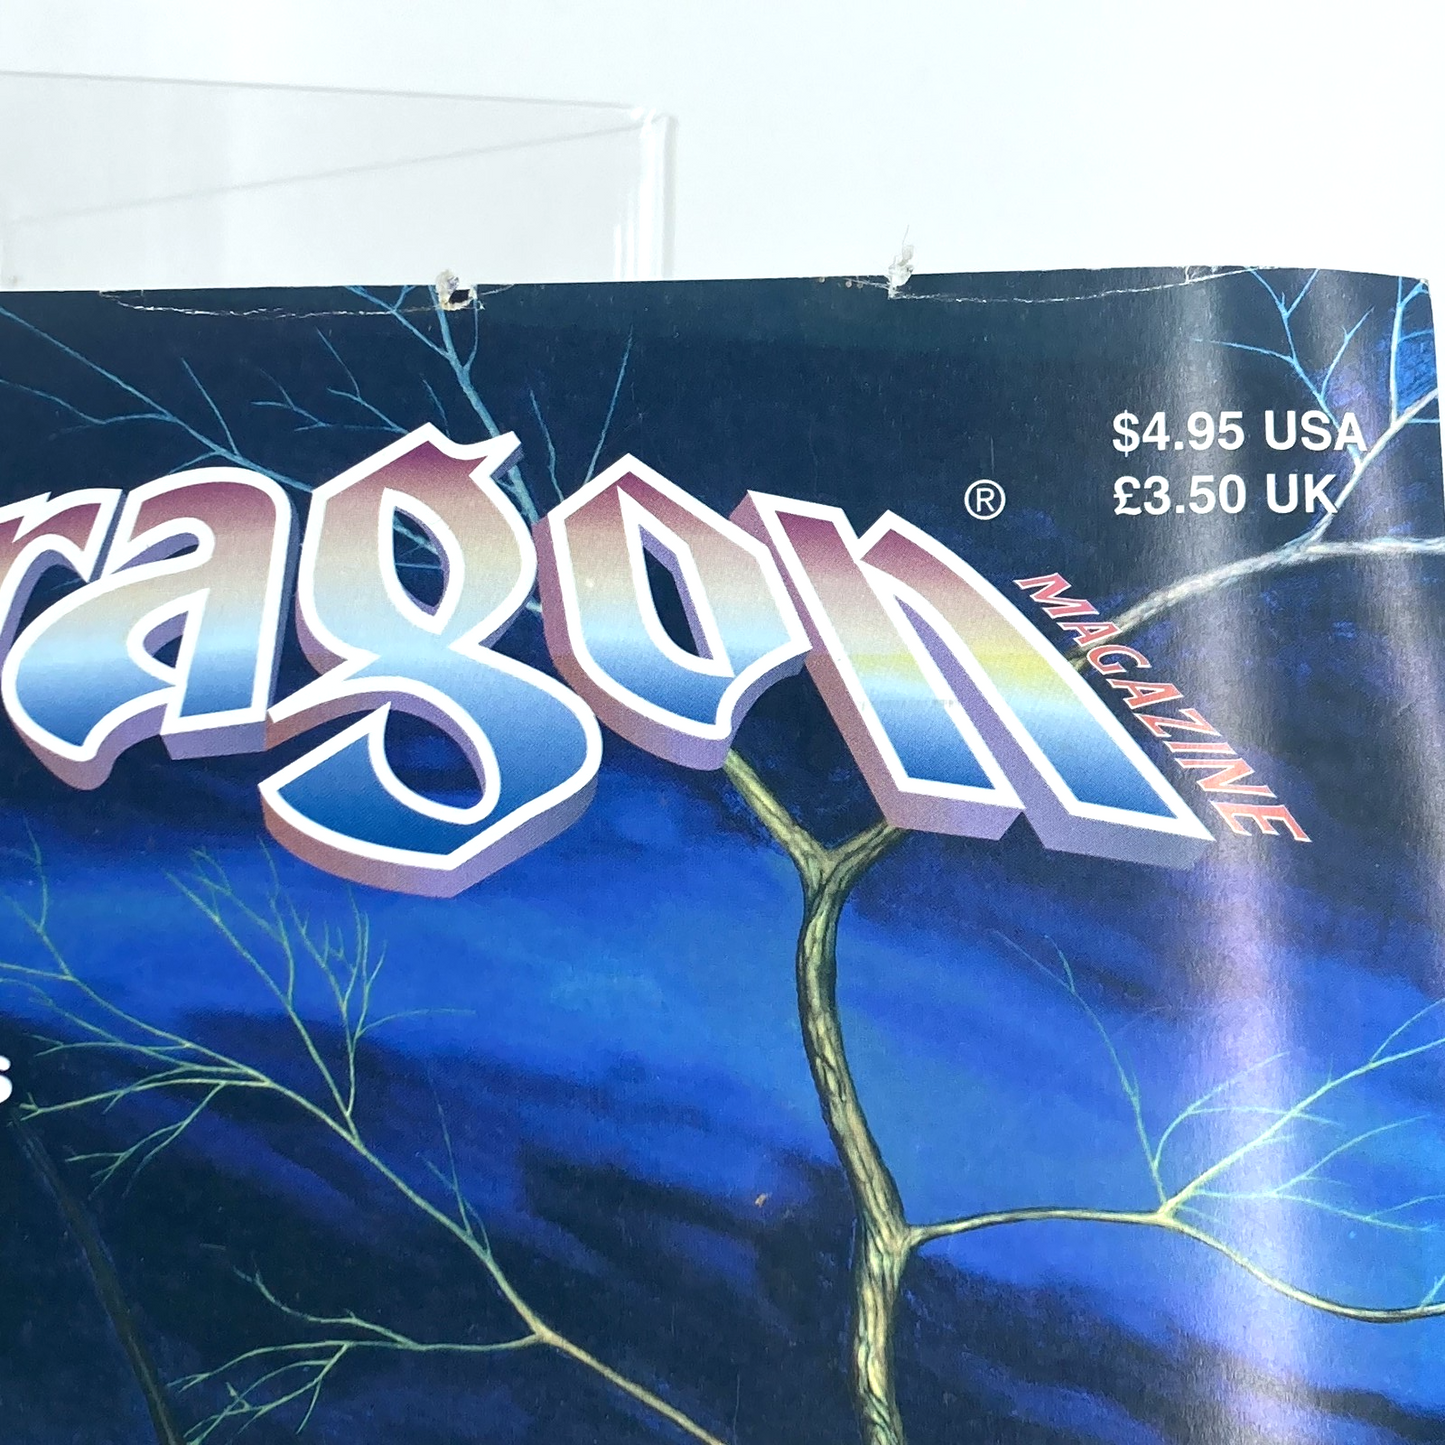 ragon
®
MAGAZINE
$4.95 USA
£3.50 UK
s